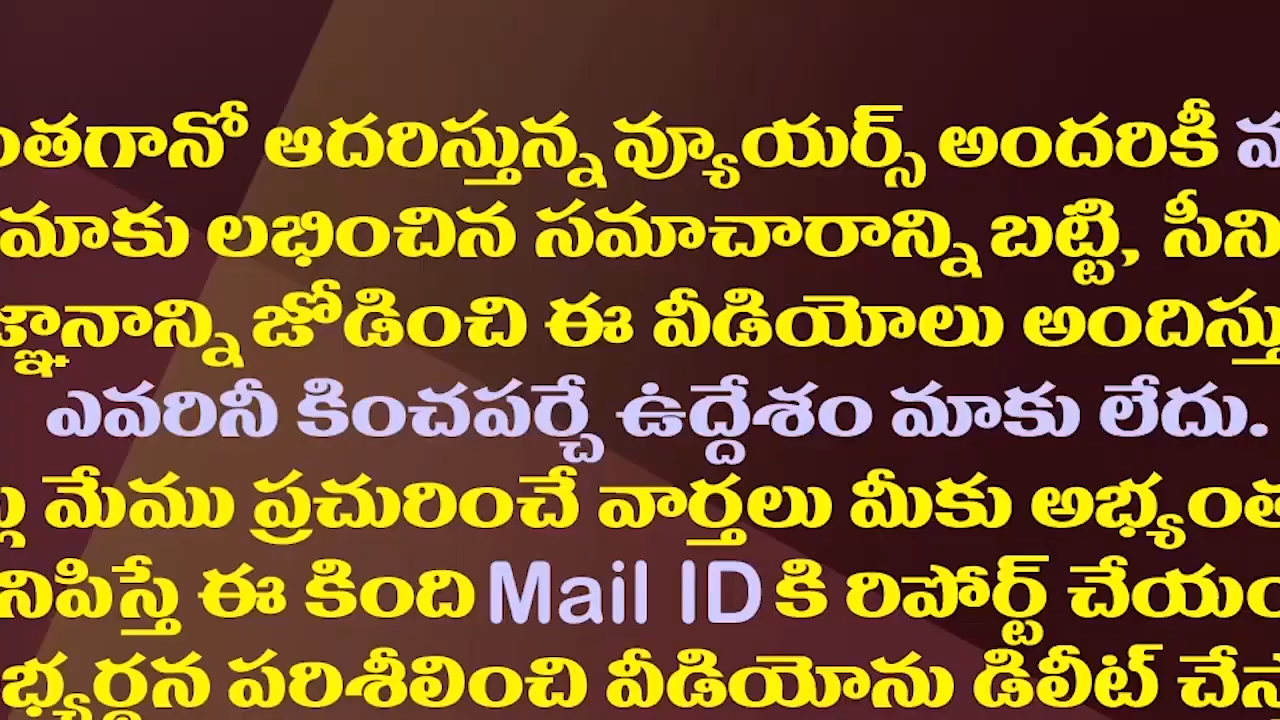 ఆదరిస్తున్న వ్యూయర్స్ అందరికీ
మాకు లభించిన సమాచారాన్ని బట్టి,
జోడించి ఈ వీడియోలు
ఎవరినీ కించపర్చే ఉద్దేశం మాకు లేదు.
మేము ప్రచురించే వార్తలు మీకు
ఈ కింది Mail ID కి రిపోర్ట్
పరిశీలించి వీడియోను డిలీట్